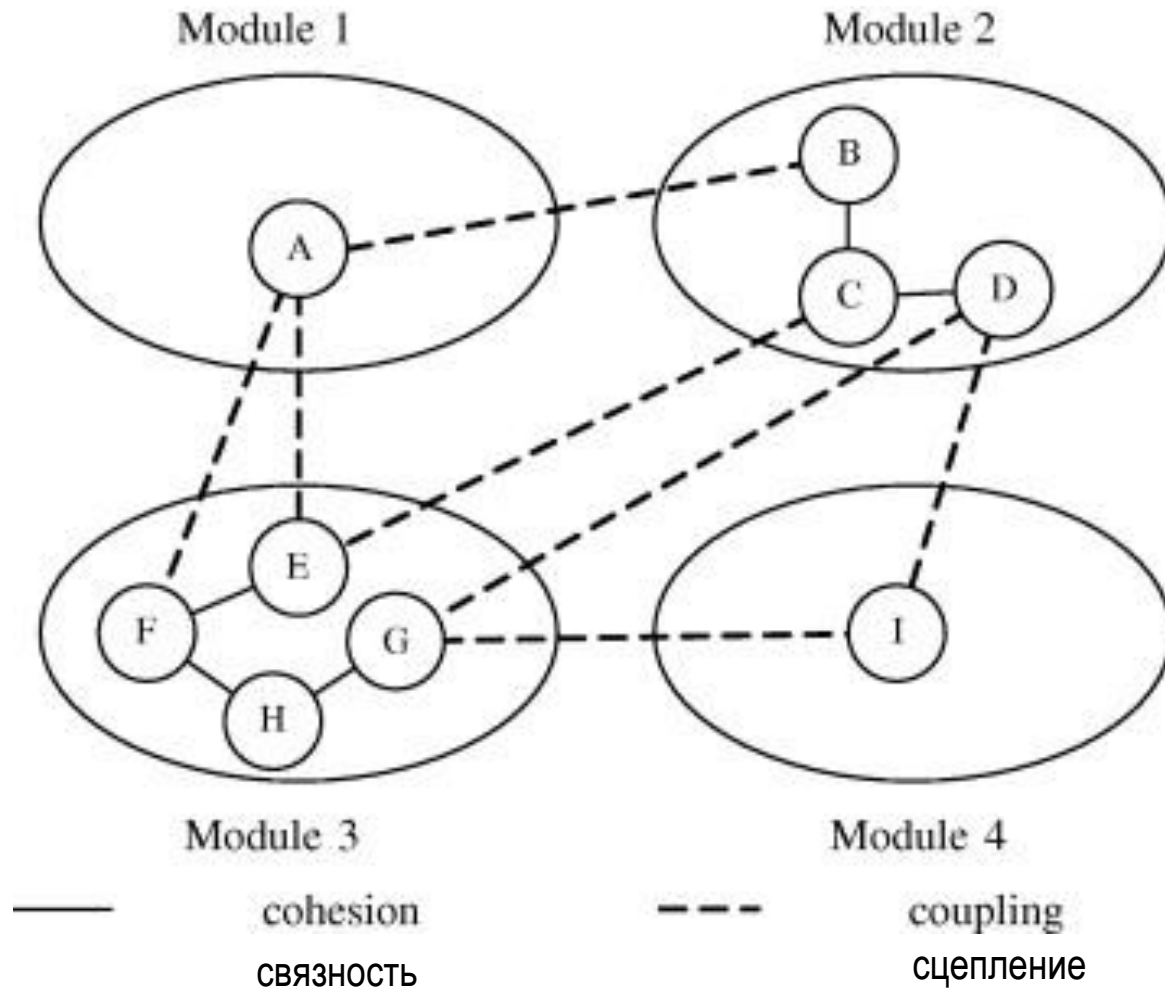 Module 1
Module 2
A
B
C
D
E
F
G
H
I
Module 3
Module 4
cohesion
coupling
связность
сцепление